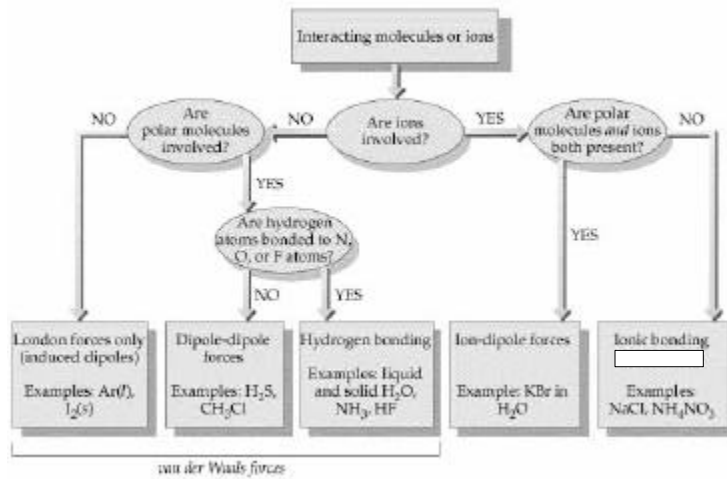 Interacting molecules or ions
NO
Are
polar molecules
involved?
NO
Are ions
involved?
YES
Are polar
molecules and ions
both present?
NO
YES
Are hydrogen
atoms bonded to N,
O, or F atoms?
YES
NO
YES
London forces only
(induced dipoles)
Examples: Ar(l),
I₂(s)
Dipole-dipole
forces
Examples: H₂S,
CH₃Cl
Hydrogen bonding
Examples: liquid
and solid H₂O,
NH₃, HF
Ion-dipole forces
Example: KBr in
H₂O
Ionic bonding
Examples:
NaCl, NH₄NO₃
van der Waals forces